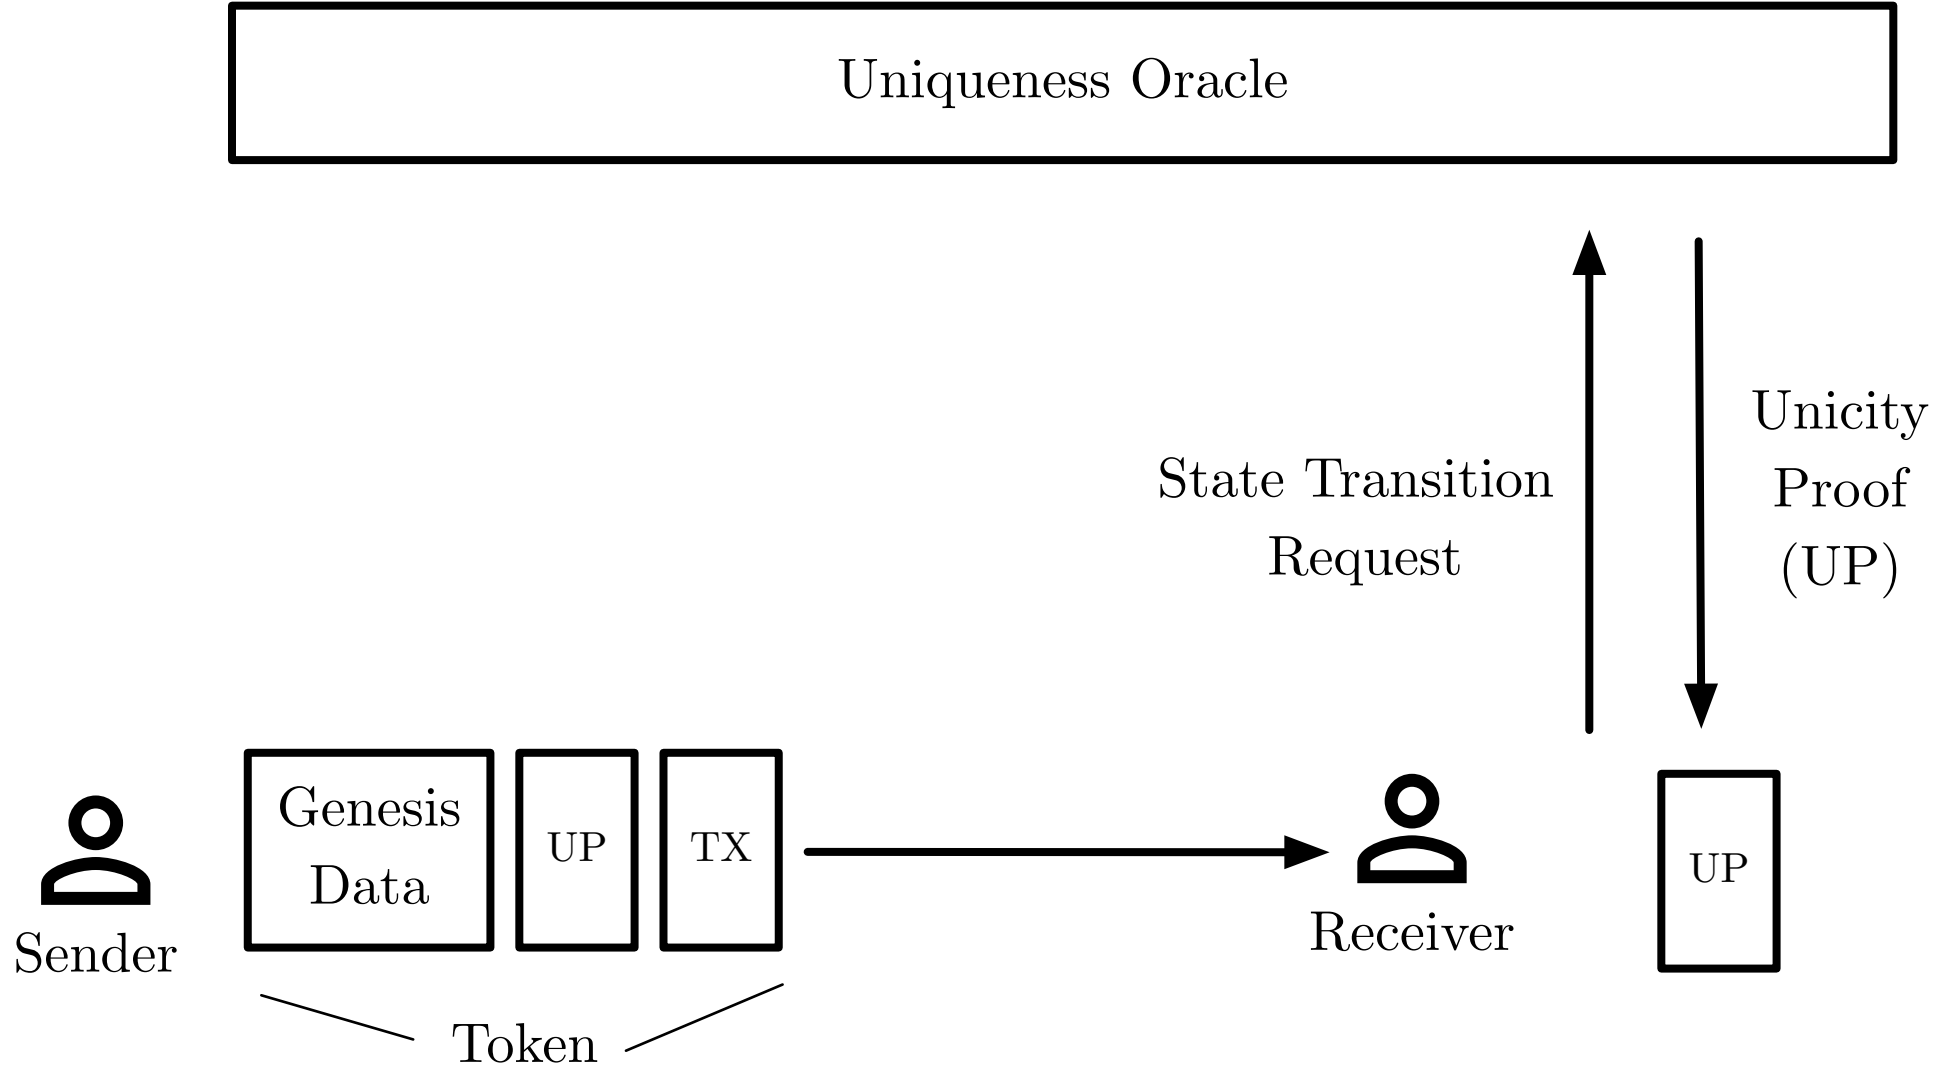 Uniqueness Oracle
State Transition
Request
Unicity
Proof
(UP)
Genesis
Data
UP
TX
UP
Sender
Receiver
Token